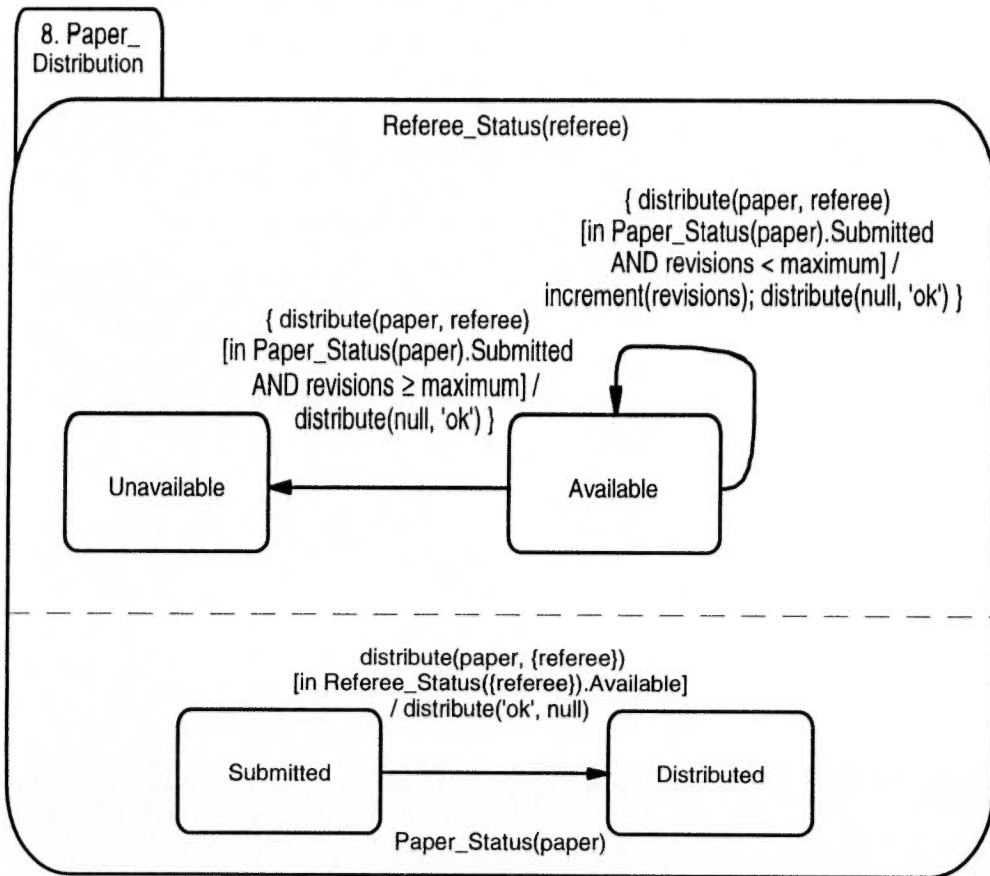 8. Paper_
Distribution
Referee_Status(referee)
{ distribute(paper, referee)
[in Paper_Status(paper).Submitted
AND revisions < maximum] /
increment(revisions); distribute(null, 'ok') }
{ distribute(paper, referee)
[in Paper_Status(paper).Submitted
AND revisions ≥ maximum] /
distribute(null, 'ok') }
Unavailable
Available
distribute(paper, {referee})
[in Referee_Status({referee}).Available]
/ distribute('ok', null)
Submitted
Distributed
Paper_Status(paper)